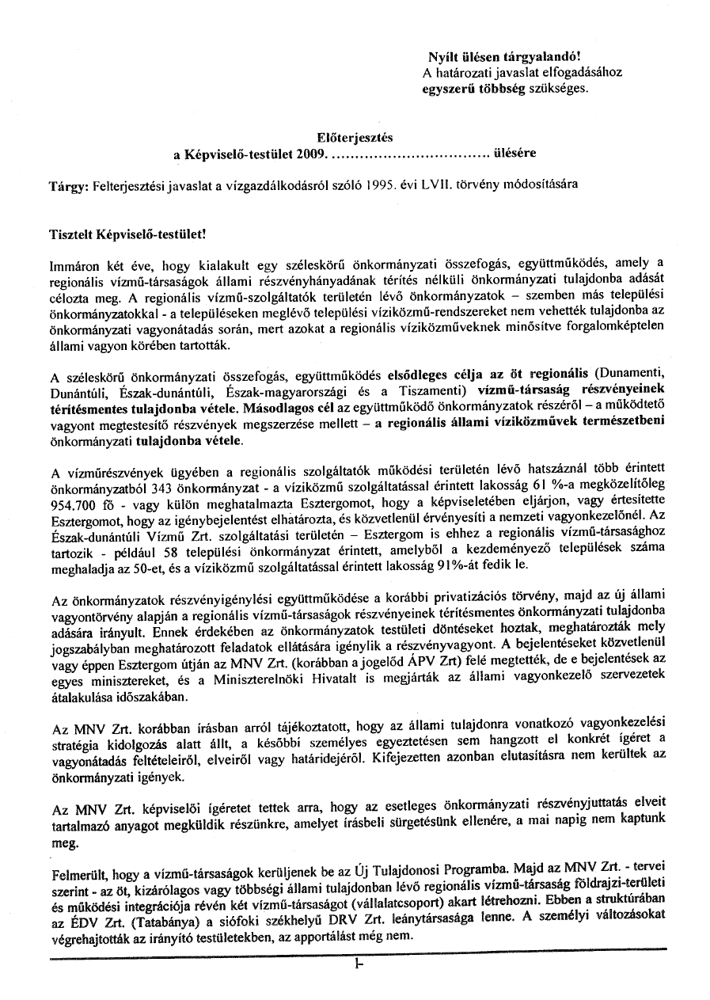 Nyílt ülésen tárgyalandó!
A határozati javaslat elfogadásához
egyszerű többség szükséges.
Előterjesztés
a Képviselő-testület 2009. ................................. ülésére
Tárgy: Felterjesztési javaslat a vízgazdálkodásról szóló 1995. évi LVII. törvény módosítására
Tisztelt Képviselő-testület!
Immáron két éve, hogy kialakult egy széleskörű önkormányzati összefogás, együttműködés, amely a
regionális vízmű-társaságok állami részvényhányadának térítés nélküli önkormányzati tulajdonba adását
célozta meg. A regionális vízmű-szolgáltatók területén lévő önkormányzatok – szemben más települési
önkormányzatokkal - a településeken meglévő települési víziközmű-rendszereket nem vehették tulajdonba az
önkormányzati vagyonátadás során, mert azokat a regionális víziközműveknek minősítve forgalomképtelen
állami vagyon körében tartották.
A széleskörű önkormányzati összefogás, együttműködés elsődleges célja az öt regionális (Dunamenti,
Dunántúli, Észak-dunántúli, Észak-magyarországi és a Tiszamenti) vízmű-társaság részvényeinek
térítésmentes tulajdonba vétele. Másodlagos cél az együttműködő önkormányzatok részéről – a működtető
vagyont megtestesítő részvények megszerzése mellett – a regionális állami víziközművek természetbeni
önkormányzati tulajdonba vétele.
A vízműrészvények ügyében a regionális szolgáltatók működési területén lévő hatszáznál több érintett
önkormányzatból 343 önkormányzat - a víziközmű szolgáltatással érintett lakosság 61 %-a megközelítőleg
954.700 fő - vagy külön meghatalmazta Esztergomot, hogy a képviseletében eljárjon, vagy értesítette
Esztergomot, hogy az igénybejelentést elhatározta, és közvetlenül érvényesíti a nemzeti vagyonkezelőnél. Az
Észak-dunántúli Vízmű Zrt. szolgáltatási területén – Esztergom is ehhez a regionális vízmű-társasághoz
tartozik - például 58 települési önkormányzat érintett, amelyből a kezdeményező települések száma
meghaladja az 50-et, és a víziközmű szolgáltatással érintett lakosság 91%-át fedik le.
Az önkormányzatok részvényigénylési együttműködése a korábbi privatizációs törvény, majd az új állami
vagyontörvény alapján a regionális vízmű-társaságok részvényeinek térítésmentes önkormányzati tulajdonba
adására irányult. Ennek érdekében az önkormányzatok testületi döntéseket hoztak, meghatározták mely
jogszabályban meghatározott feladatok ellátására igénylik a részvényvagyont. A bejelentéseket közvetlenül
vagy éppen Esztergom útján az MNV Zrt. (korábban a jogelőd ÁPV Zrt) felé megtették, de e bejelentések az
egyes minisztereket, és a Miniszterelnöki Hivatalt is megjárták az állami vagyonkezelő szervezetek
átalakulása időszakában.
Az MNV Zrt. korábban írásban arról tájékoztatott, hogy az állami tulajdonra vonatkozó vagyonkezelési
stratégia kidolgozás alatt állt, a későbbi személyes egyeztetésen sem hangzott el konkrét ígéret a
vagyonátadás feltételeiről, elveiről vagy határidejéről. Kifejezetten azonban elutasításra nem kerültek az
önkormányzati igények.
Az MNV Zrt. képviselői ígéretet tettek arra, hogy az esetleges önkormányzati részvényjuttatás elveit
tartalmazó anyagot megküldik részünkre, amelyet írásbeli sürgetésünk ellenére, a mai napig nem kaptunk
meg.
Felmerült, hogy a vízmű-társaságok kerüljenek be az Új Tulajdonosi Programba. Majd az MNV Zrt. - tervei
szerint - az öt, kizárólagos vagy többségi állami tulajdonban lévő regionális vízmű-társaság földrajzi-területi
és működési integrációja révén két vízmű-társaságot (vállalatcsoport) akart létrehozni. Ebben a struktúrában
az ÉDV Zrt. (Tatabánya) a siófoki székhelyű DRV Zrt. leánytársasága lenne. A személyi változásokat
végrehajtották az irányító testületekben, az apportálást még nem.
1-